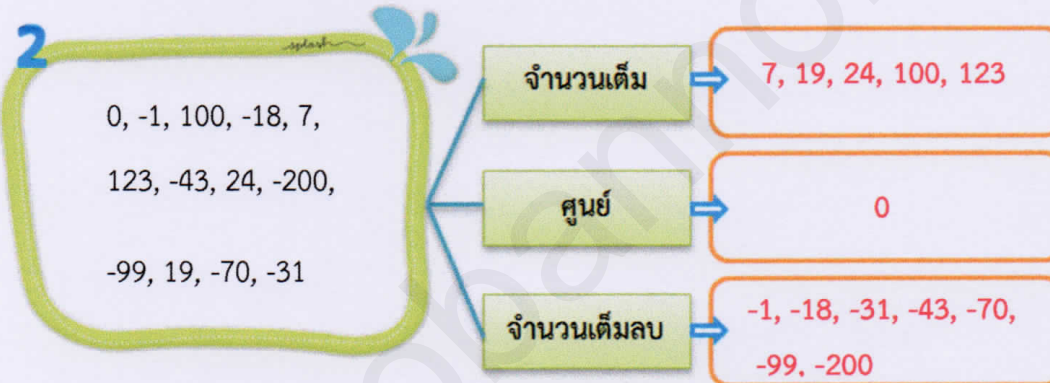 2
splash
0, -1, 100, -18, 7,
123, -43, 24, -200,
-99, 19, -70, -31
จำนวนเต็ม
7, 19, 24, 100, 123
ศูนย์
0
จำนวนเต็มลบ
-1, -18, -31, -43, -70,
-99, -200